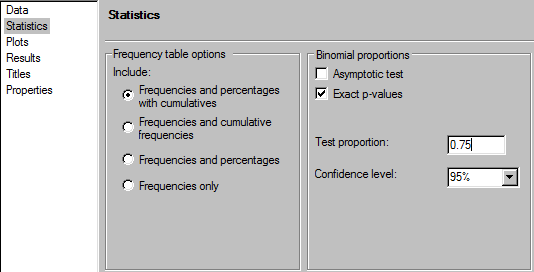 Data
Statistics
Plots
Results
Titles
Properties
Statistics
Frequency table options
Include:
Frequencies and percentages
with cumulatives
Frequencies and cumulative
frequencies
Frequencies and percentages
Frequencies only
Binomial proportions
Asymptotic test
Exact p-values
Test proportion:
0.75
Confidence level:
95%